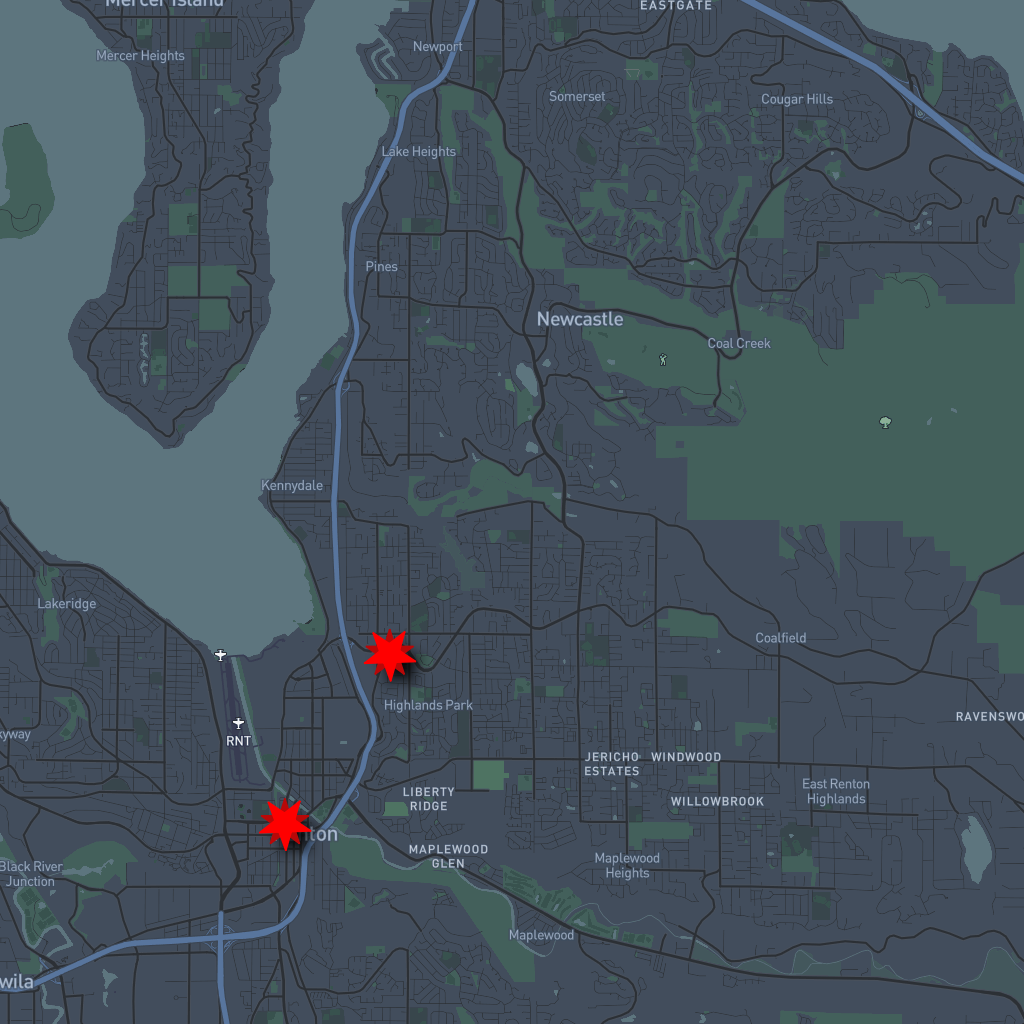 Mercer Island
EASTGATE
Newport
Mercer Heights
Somerset
Cougar Hills
Lake Heights
Pines
Newcastle
Coal Creek
Kennydale
Lakeridge
Coalfield
Highlands Park
RAVENSWO
kyway
RNT
JERICHO
ESTATES
WINDWOOD
East Renton
Highlands
LIBERTY
RIDGE
WILLOWBROOK
nton
MAPLEWOOD
GLEN
Maplewood
Heights
Black River
Junction
Maplewood
wila